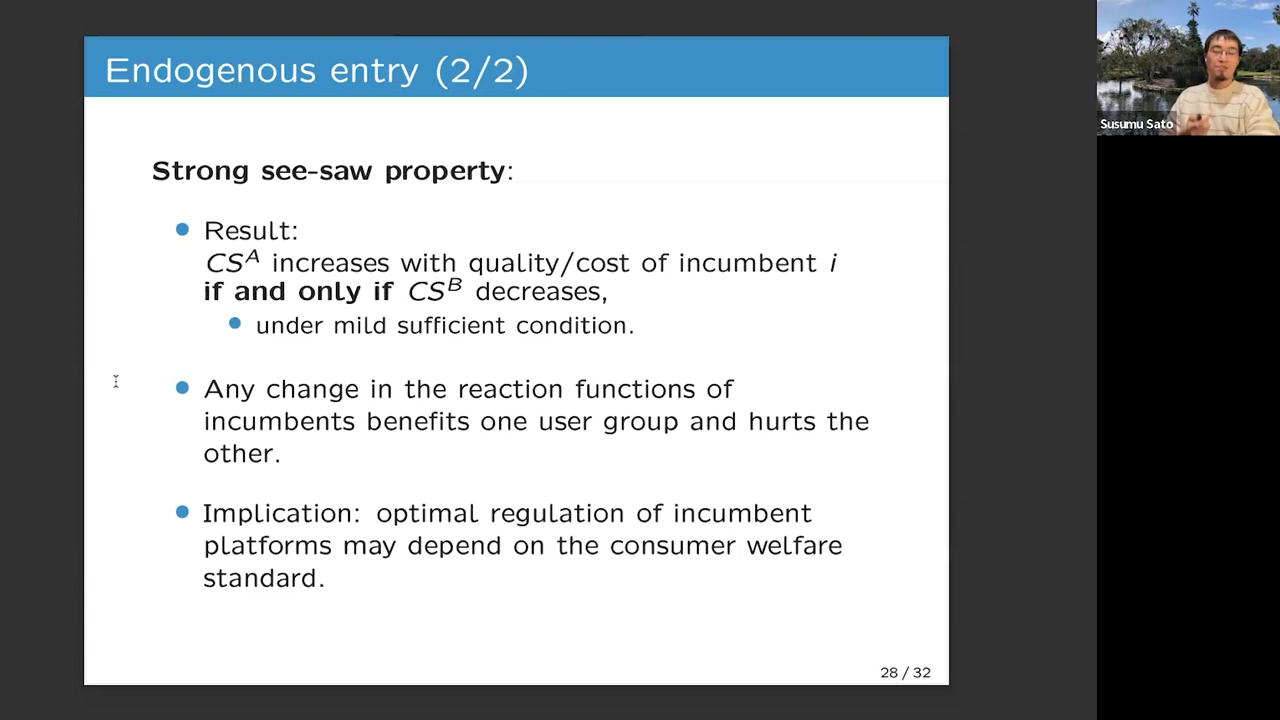 Endogenous entry (2/2)
Susumu Sato
Strong see-saw property:
Result:
CS^A increases with quality/cost of incumbent i
if and only if CS^B decreases,
under mild sufficient condition.
Any change in the reaction functions of
incumbents benefits one user group and hurts the
other.
Implication: optimal regulation of incumbent
platforms may depend on the consumer welfare
standard.
28 / 32